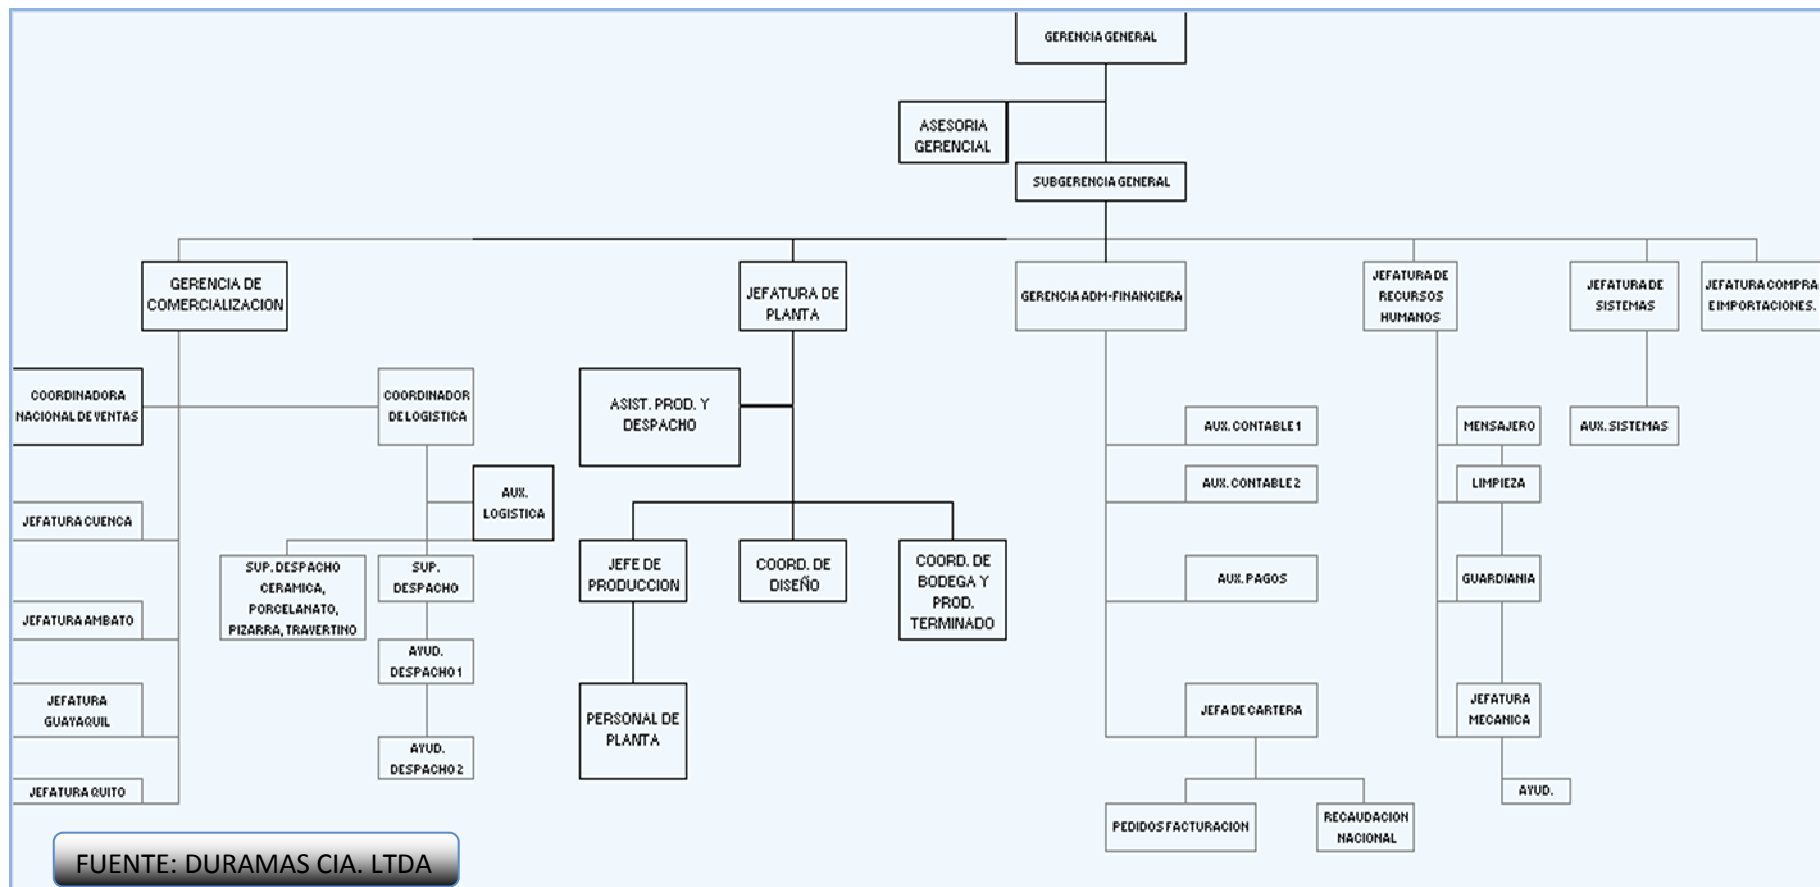 GERENCIA GENERAL
ASESORIA
GERENCIAL
SUBGERENCIA GENERAL
GERENCIA DE
COMERCIALIZACION
JEFATURA DE
PLANTA
GERENCIA ADM-FINANCIERA
JEFATURA DE
RECURSOS
HUMANOS
JEFATURA DE
SISTEMAS
JEFATURA COMPRA
E IMPORTACIONES.
COORDINADORA
NACIONAL DE VENTAS
COORDINADOR
DE LOGISTICA
ASIST. PROD. Y
DESPACHO
AUX. CONTABLE 1
MENSAJERO
AUX. SISTEMAS
AUX.
LOGISTICA
AUX. CONTABLE 2
LIMPIEZA
JEFATURA CUENCA
SUP. DESPACHO
CERAMICA,
PORCELANATO,
PIZARRA, TRAVERTINO
SUP.
DESPACHO
JEFE DE
PRODUCCION
COORD. DE
DISEÑO
COORD. DE
BODEGA Y
PROD.
TERMINADO
AUX. PAGOS
GUARDIANIA
JEFATURA AMBATO
AYUD.
DESPACHO 1
JEFATURA
GUAYAQUIL
PERSONAL DE
PLANTA
JEFA DE CARTERA
JEFATURA
MECANICA
AYUD.
DESPACHO 2
JEFATURA QUITO
AYUD.
PEDIDOS FACTURACION
RECAUDACION
NACIONAL
FUENTE: DURAMAS CIA. LTDA